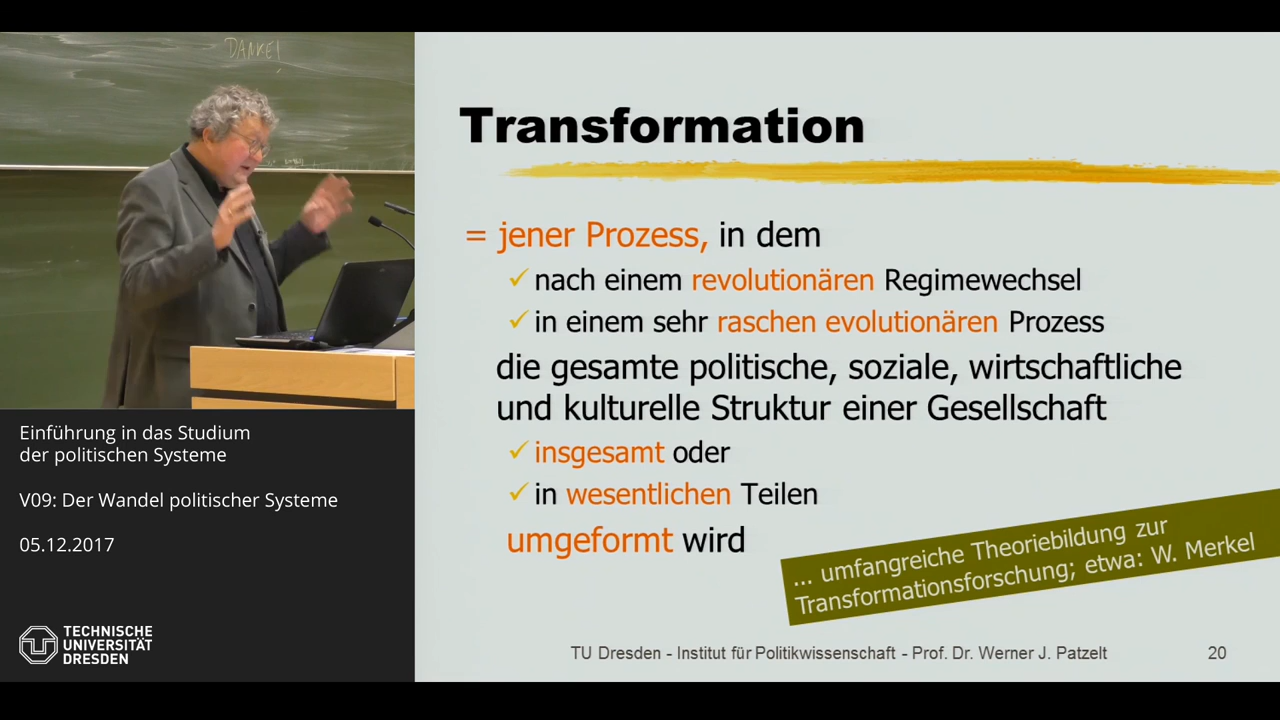 DANKE!
Transformation
= jener Prozess, in dem
✓ nach einem revolutionären Regimewechsel
✓ in einem sehr raschen evolutionären Prozess
die gesamte politische, soziale, wirtschaftliche
und kulturelle Struktur einer Gesellschaft
✓ insgesamt oder
✓ in wesentlichen Teilen
umgeformt wird
... umfangreiche Theoriebildung zur
Transformationsforschung; etwa: W. Merkel
TU Dresden - Institut für Politikwissenschaft - Prof. Dr. Werner J. Patzelt
20
Einführung in das Studium
der politischen Systeme
V09: Der Wandel politischer Systeme
05.12.2017
TECHNISCHE
UNIVERSITÄT
DRESDEN